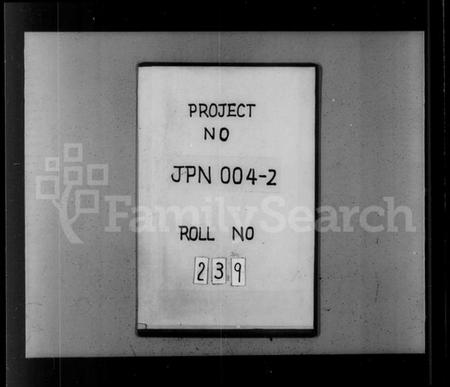 PROJECT
NO
JPN 004-2
FamilySearch
ROLL NO
239